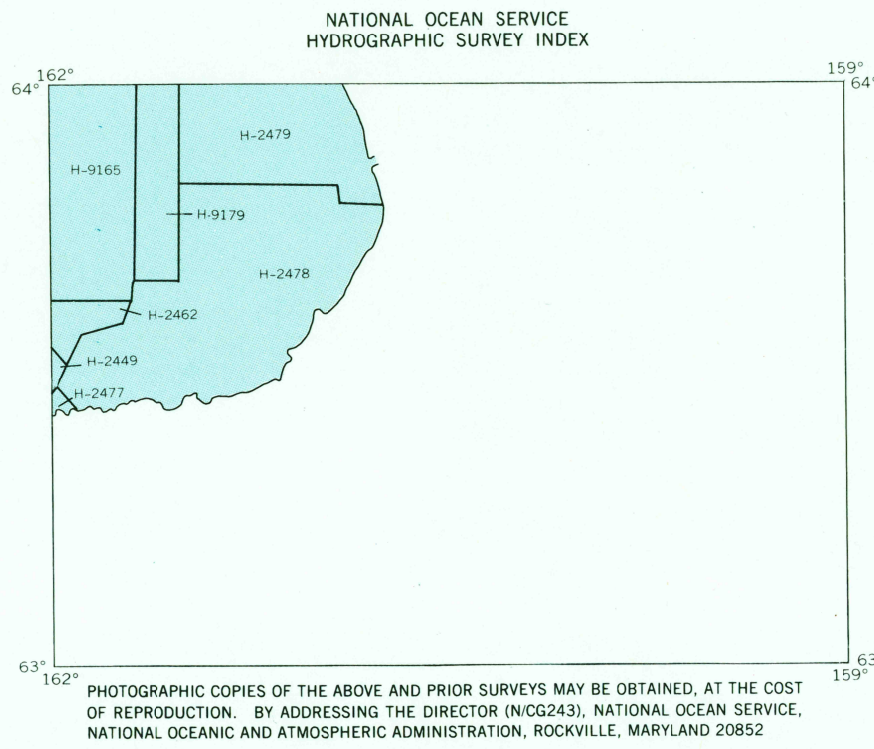 NATIONAL OCEAN SERVICE
HYDROGRAPHIC SURVEY INDEX
162°
159°
64°
64°
H-2479
H-9165
H-9179
H-2478
H-2462
H-2449
H-2477
63°
63
162°
159°
PHOTOGRAPHIC COPIES OF THE ABOVE AND PRIOR SURVEYS MAY BE OBTAINED, AT THE COST
OF REPRODUCTION. BY ADDRESSING THE DIRECTOR (N/CG243), NATIONAL OCEAN SERVICE,
NATIONAL OCEANIC AND ATMOSPHERIC ADMINISTRATION, ROCKVILLE, MARYLAND 20852